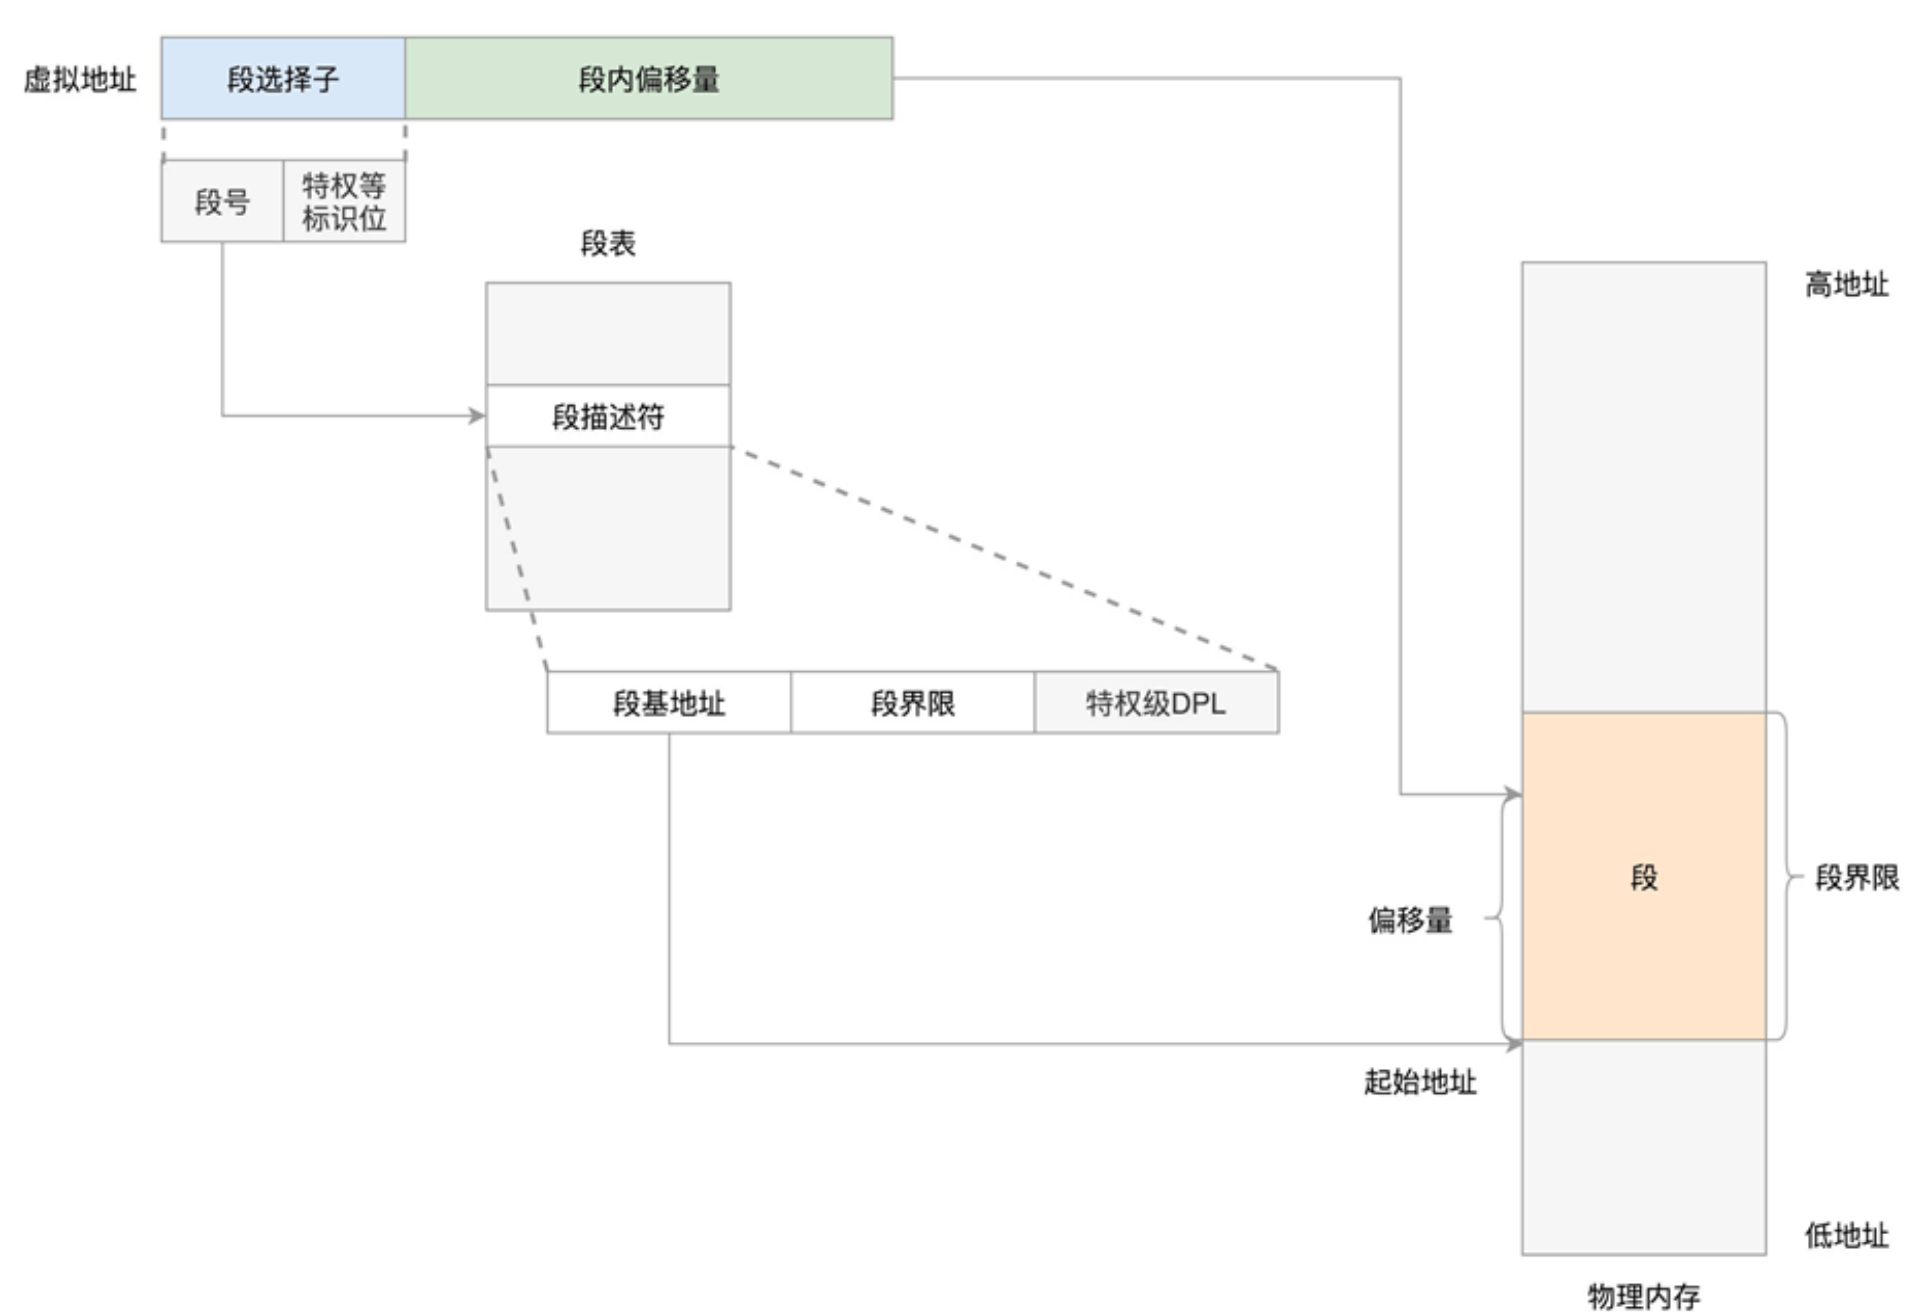 虚拟地址
段选择子
段内偏移量
段号
特权等
标识位
段表
高地址
段描述符
段基地址
段界限
特权级DPL
段
段界限
偏移量
起始地址
低地址
物理内存